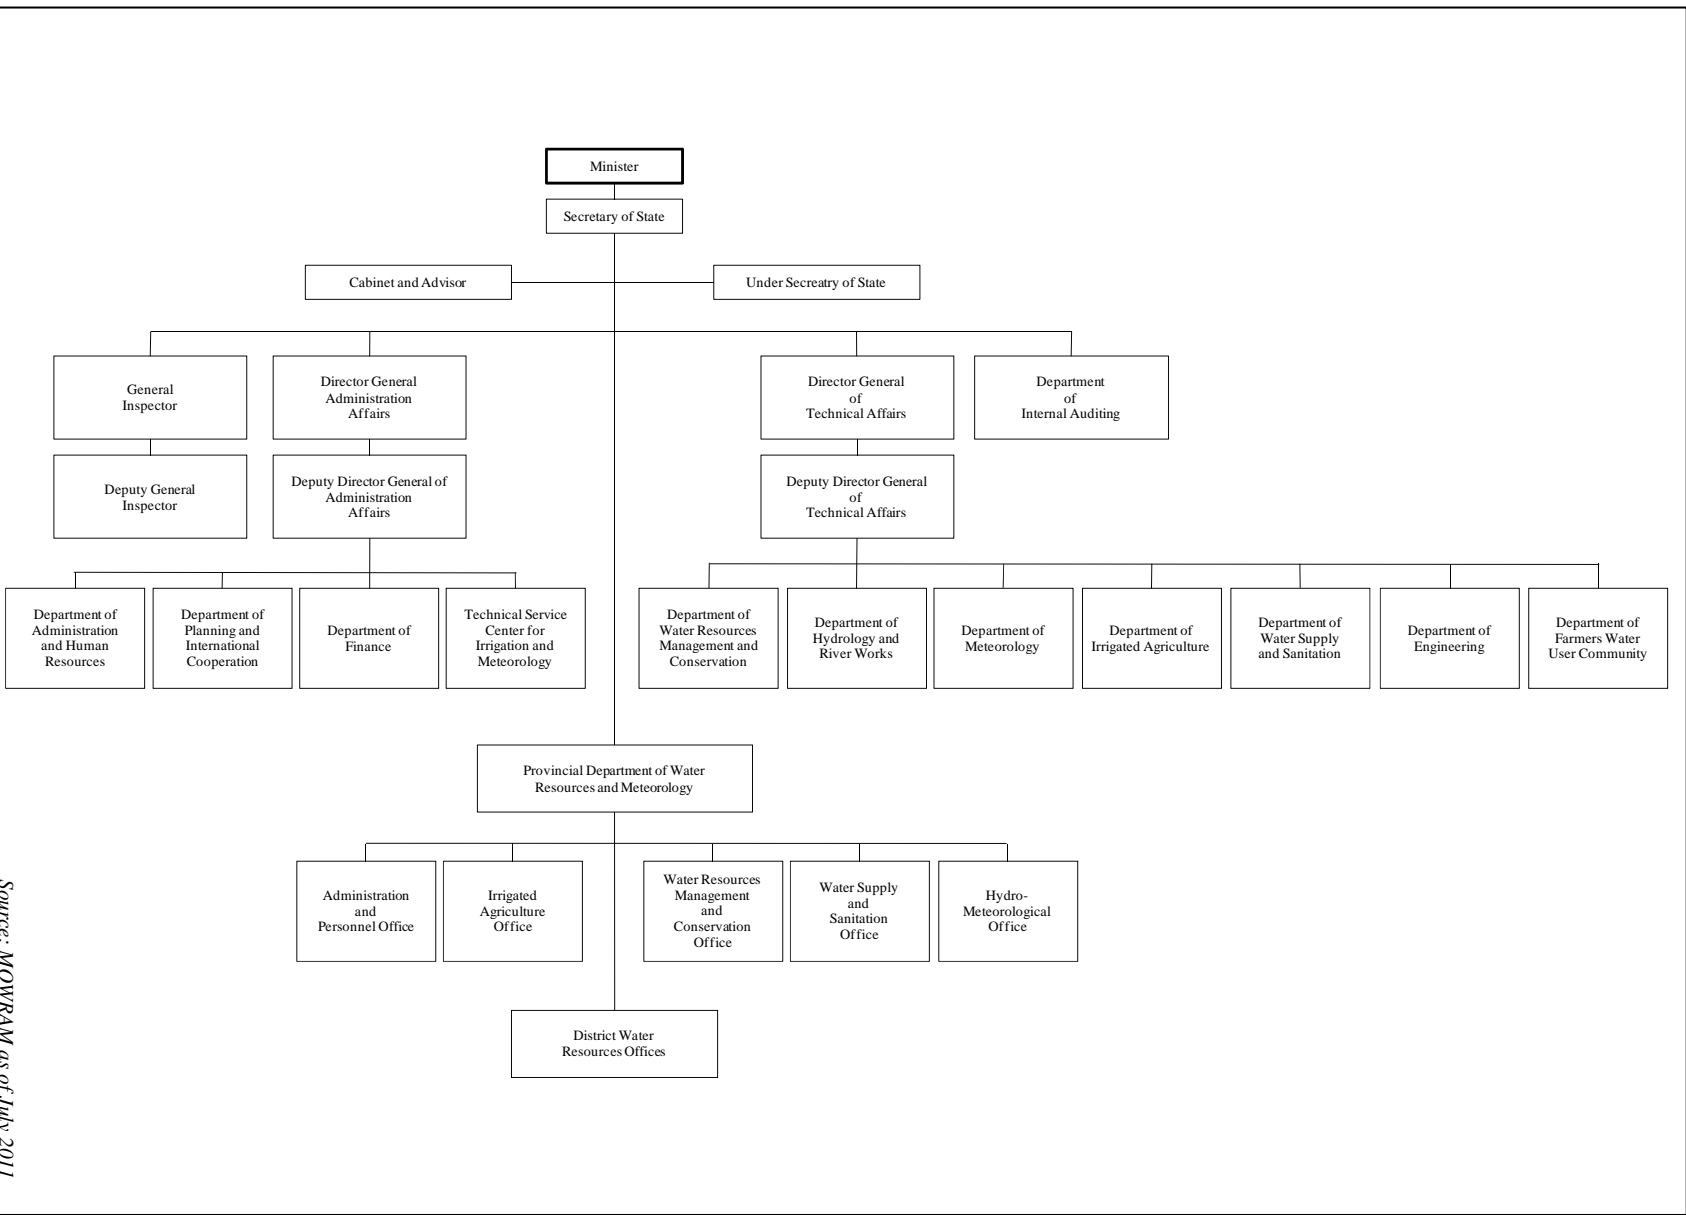 Minister
Secretary of State
Cabinet and Advisor
Under Secreatry of State
General
Inspector
Director General
Administration
Affairs
Director General
of
Technical Affairs
Department
of
Internal Auditing
Deputy General
Inspector
Deputy Director General of
Administration
Affairs
Deputy Director General
of
Technical Affairs
Department of
Administration
and Human
Resources
Department of
Planning and
International
Cooperation
Department of
Finance
Technical Service
Center for
Irrigation and
Meteorology
Department of
Water Resources
Management and
Conservation
Department of
Hydrology and
River Works
Department of
Meteorology
Department of
Irrigated Agriculture
Department of
Water Supply
and Sanitation
Department of
Engineering
Department of
Farmers Water
User Community
Provincial Department of Water
Resources and Meteorology
Administration
and
Personnel Office
Irrigated
Agriculture
Office
Water Resources
Management
and
Conservation
Office
Water Supply
and
Sanitation
Office
Hydro-
Meteorological
Office
District Water
Resources Offices
Source: MOWRAM as of July 2011